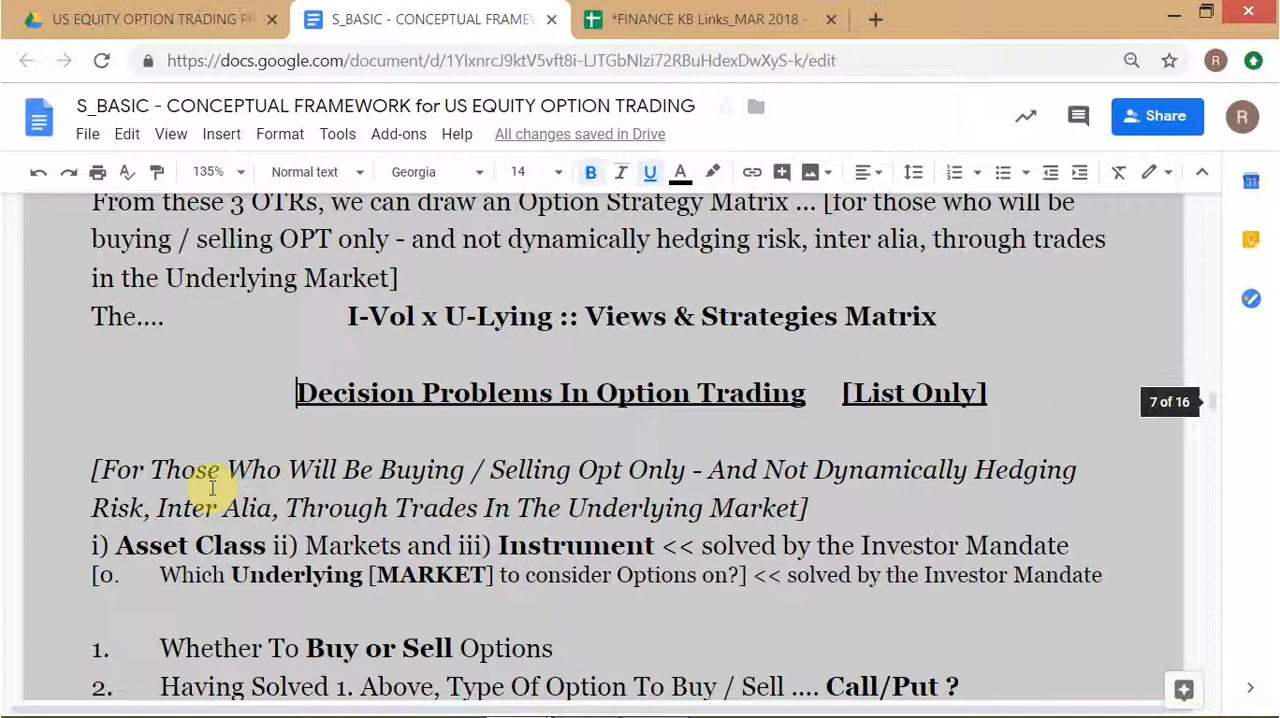 US EQUITY OPTION TRADING P
S_BASIC - CONCEPTUAL FRAMEW
*FINANCE KB Links_MAR 2018 -
https://docs.google.com/document/d/1YlxnrcJ9ktV5vft8i-LJTGbNlzi72RBuHdexDwXyS-k/edit
R
S_BASIC - CONCEPTUAL FRAMEWORK for US EQUITY OPTION TRADING
File Edit View Insert Format Tools Add-ons Help All changes saved in Drive
Share
R
135% Normal text Georgia 14 B I U A
31
From these 3 OTRs, we can draw an Option Strategy Matrix ... [for those who will be
buying / selling OPT only - and not dynamically hedging risk, inter alia, through trades
in the Underlying Market]
The.... I-Vol x U-Lying :: Views & Strategies Matrix
Decision Problems In Option Trading [List Only]
7 of 16
[For Those Who Will Be Buying / Selling Opt Only - And Not Dynamically Hedging
Risk, Inter Alia, Through Trades In The Underlying Market]
i) Asset Class ii) Markets and iii) Instrument << solved by the Investor Mandate
[0. Which Underlying [MARKET] to consider Options on?] << solved by the Investor Mandate
1. Whether To Buy or Sell Options
2. Having Solved 1. Above, Type Of Option To Buy / Sell .... Call/Put ?